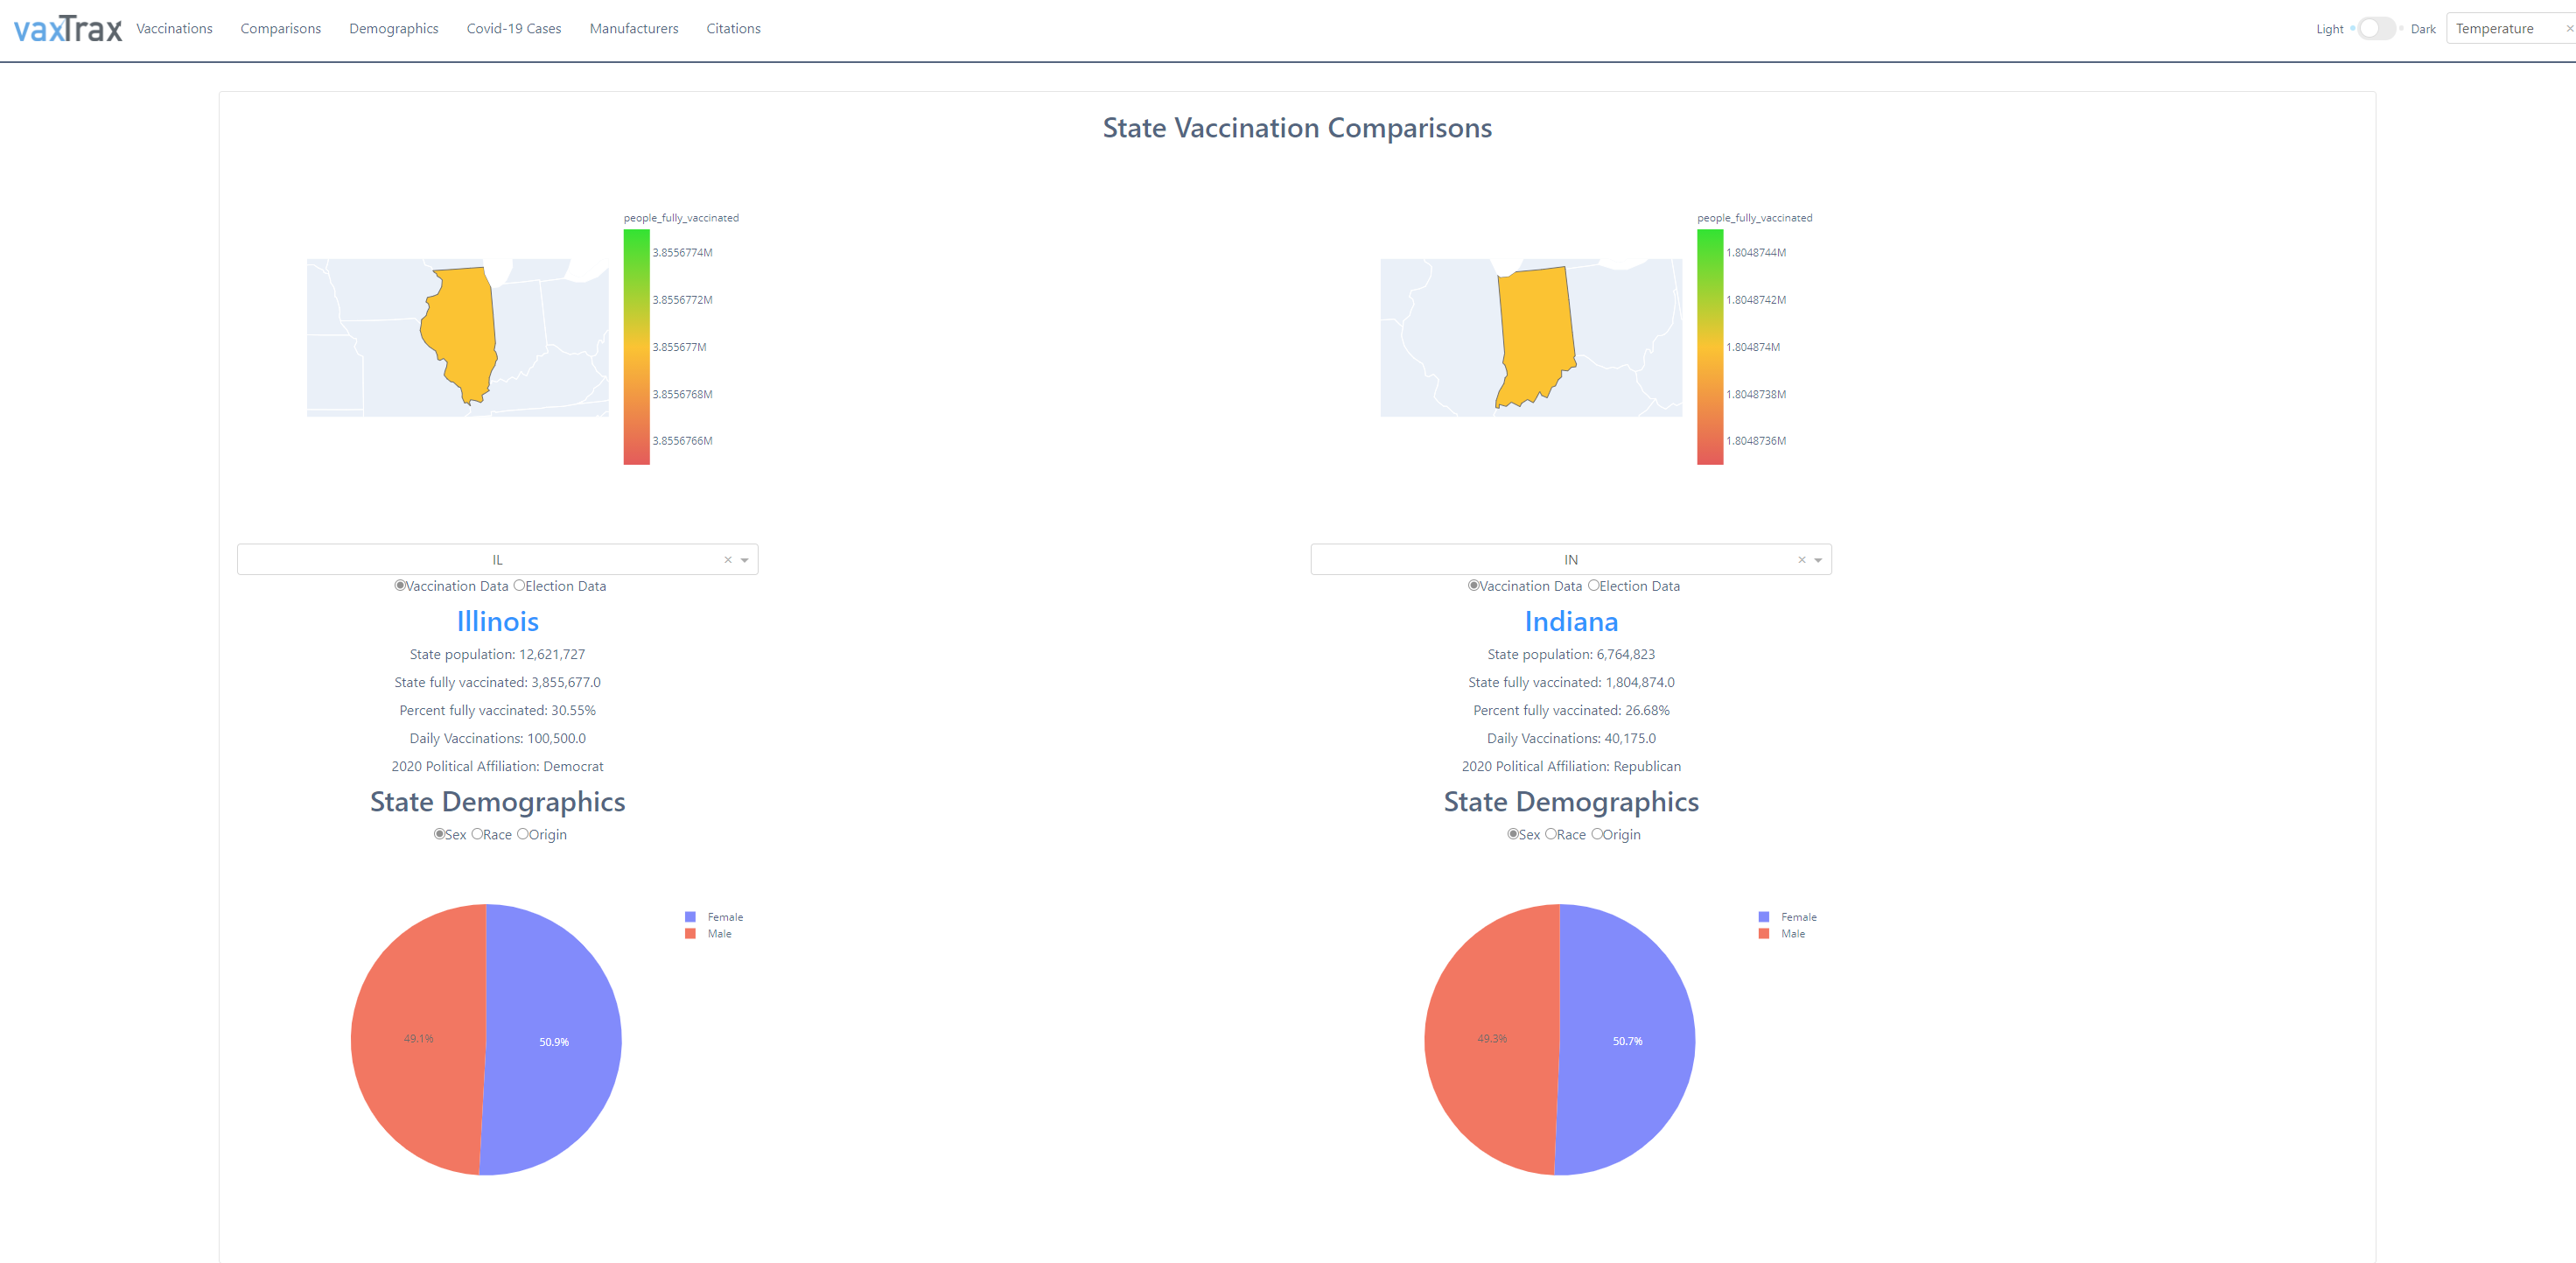 vaxTrax Vaccinations Comparisons Demographics Covid-19 Cases Manufacturers Citations Light Dark Temperature ×
State Vaccination Comparisons
people_fully_vaccinated
3.8556774M
3.8556772M
3.855677M
3.8556768M
3.8556766M
people_fully_vaccinated
1.8048744M
1.8048742M
1.804874M
1.8048738M
1.8048736M
IL ×
Vaccination Data Election Data
Illinois
State population: 12,621,727
State fully vaccinated: 3,855,677.0
Percent fully vaccinated: 30.55%
Daily Vaccinations: 100,500.0
2020 Political Affiliation: Democrat
State Demographics
Sex Race Origin
Female
Male
49.1%
50.9%
IN ×
Vaccination Data Election Data
Indiana
State population: 6,764,823
State fully vaccinated: 1,804,874.0
Percent fully vaccinated: 26.68%
Daily Vaccinations: 40,175.0
2020 Political Affiliation: Republican
State Demographics
Sex Race Origin
Female
Male
49.3%
50.7%